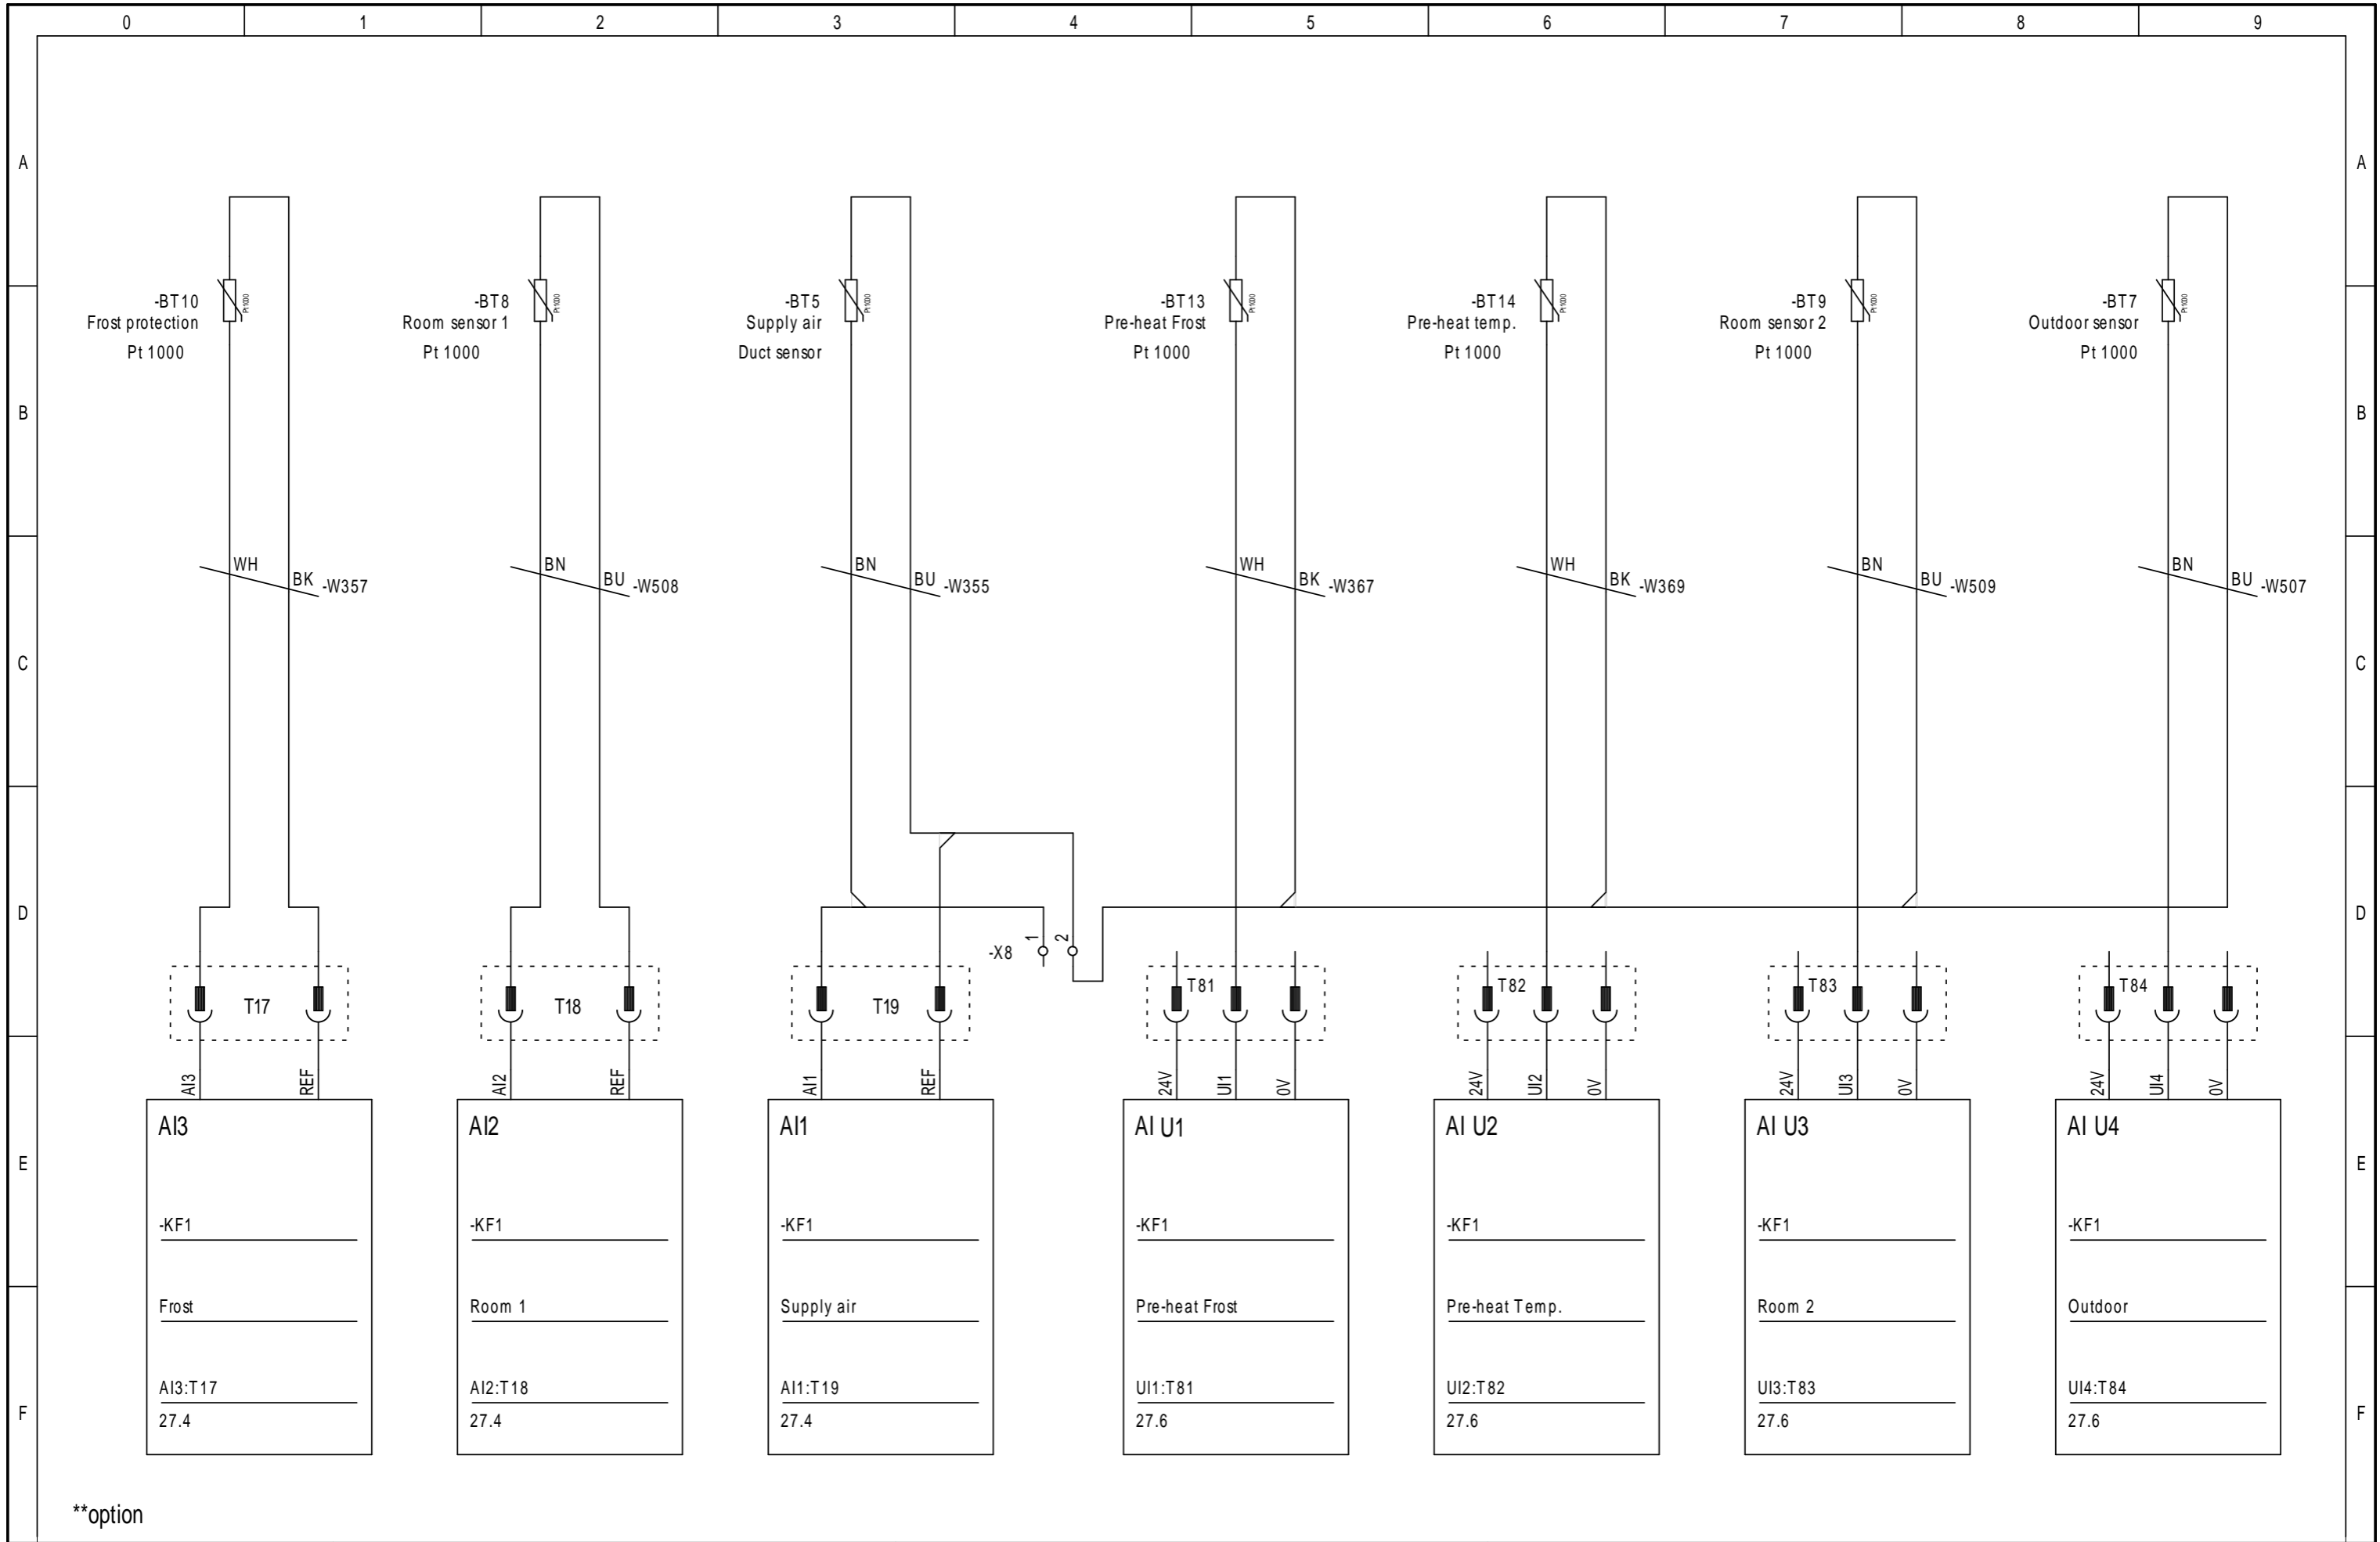 0 1 2 3 4 5 6 7 8 9
A A
-BT10 -BT8 -BT5 -BT13 -BT14 -BT9 -BT7
Pt1000 Pt1000 Pt1000 Pt1000 Pt1000 Pt1000 Pt1000
Frost protection Room sensor 1 Supply air Pre-heat Frost Pre-heat temp. Room sensor 2 Outdoor sensor
Pt 1000 Pt 1000 Duct sensor Pt 1000 Pt 1000 Pt 1000 Pt 1000
B B
WH BN BN WH WH BN BN
BK -W357 BU -W508 BU -W355 BK -W367 BK -W369 BU -W509 BU -W507
C C
D D
-X8 1 2
T17 T18 T19 T81 T82 T83 T84
AI3 REF AI2 REF AI1 REF 24V UI1 0V 24V UI2 0V 24V UI3 0V 24V UI4 0V
AI3 AI2 AI1 AI U1 AI U2 AI U3 AI U4
E E
-KF1 -KF1 -KF1 -KF1 -KF1 -KF1 -KF1
Frost Room 1 Supply air Pre-heat Frost Pre-heat Temp. Room 2 Outdoor
AI3:T17 AI2:T18 AI1:T19 UI1:T81 UI2:T82 UI3:T83 UI4:T84
F F
27.4 27.4 27.4 27.6 27.6 27.6 27.6
**option